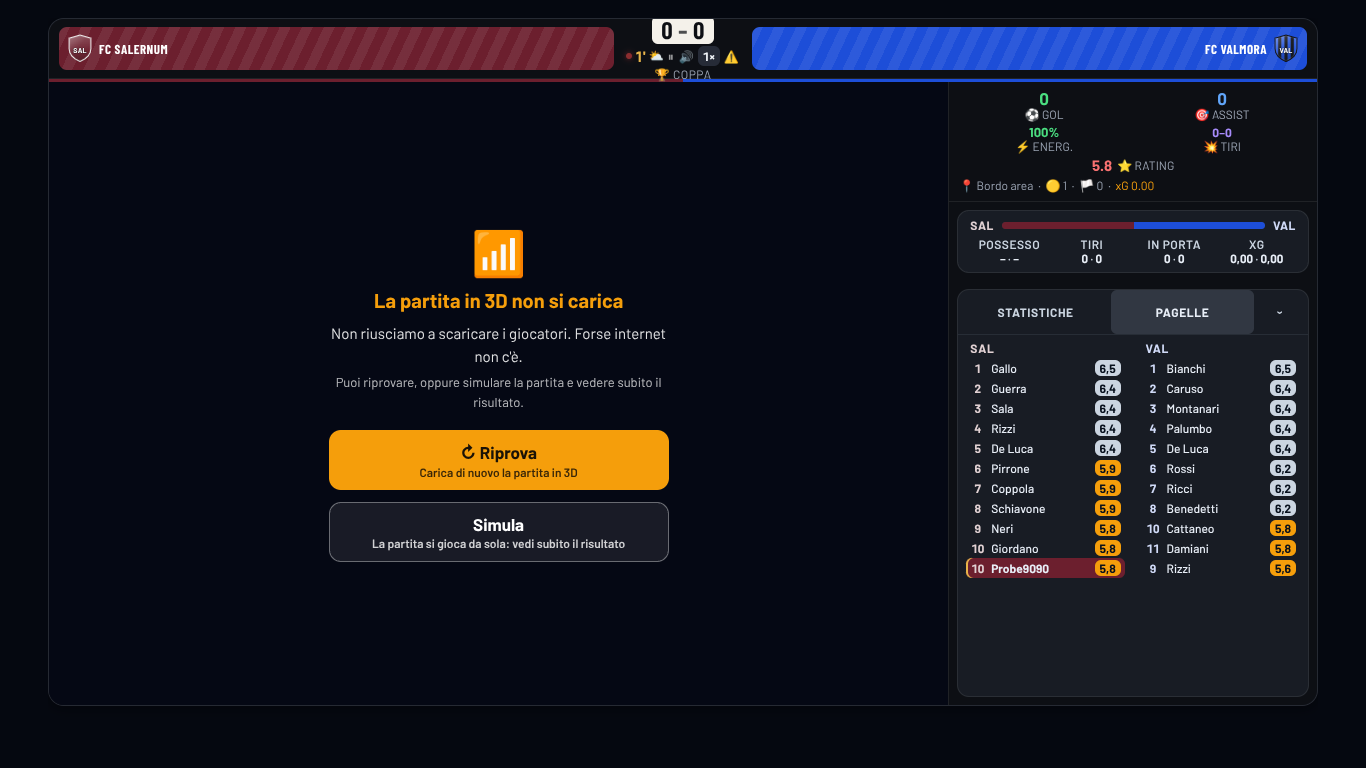 SAL FC SALERNUM
0 - 0
1' 1×
COPPA
FC VALMORA VAL
0 0
GOL ASSIST
100% 0-0
ENERG. TIRI
5.8 RATING
Bordo area · 1 · 0 · xG 0.00
SAL VAL
POSSESSO TIRI IN PORTA XG
– · – 0 · 0 0 · 0 0,00 · 0,00
La partita in 3D non si carica
Non riusciamo a scaricare i giocatori. Forse internet
non c'è.
Puoi riprovare, oppure simulare la partita e vedere subito il
risultato.
↻ Riprova
Carica di nuovo la partita in 3D
Simula
La partita si gioca da sola: vedi subito il risultato
STATISTICHE PAGELLE
SAL VAL
1 Gallo 6,5 1 Bianchi 6,5
2 Guerra 6,4 2 Caruso 6,4
3 Sala 6,4 3 Montanari 6,4
4 Rizzi 6,4 4 Palumbo 6,4
5 De Luca 6,4 5 De Luca 6,4
6 Pirrone 5,9 6 Rossi 6,2
7 Coppola 5,9 7 Ricci 6,2
8 Schiavone 5,9 8 Benedetti 6,2
9 Neri 5,8 10 Cattaneo 5,8
10 Giordano 5,8 11 Damiani 5,8
10 Probe9090 5,8 9 Rizzi 5,6